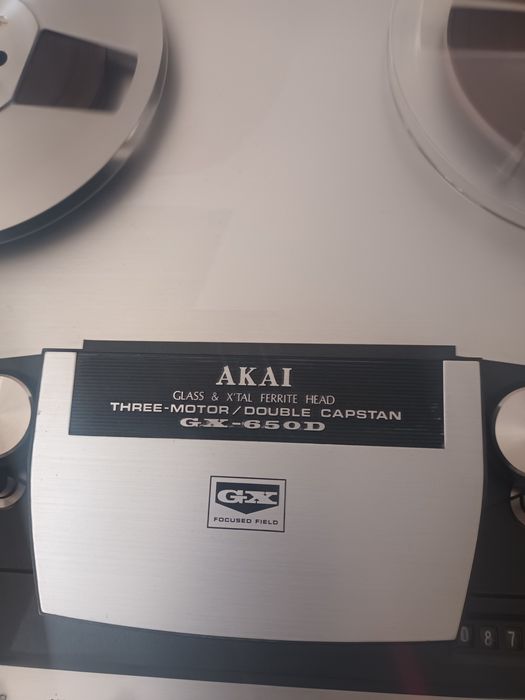 AKAI
GLASS & X'TAL FERRITE HEAD
THREE-MOTOR/DOUBLE CAPSTAN
GX-650D
GX
FOCUSED FIELD
087